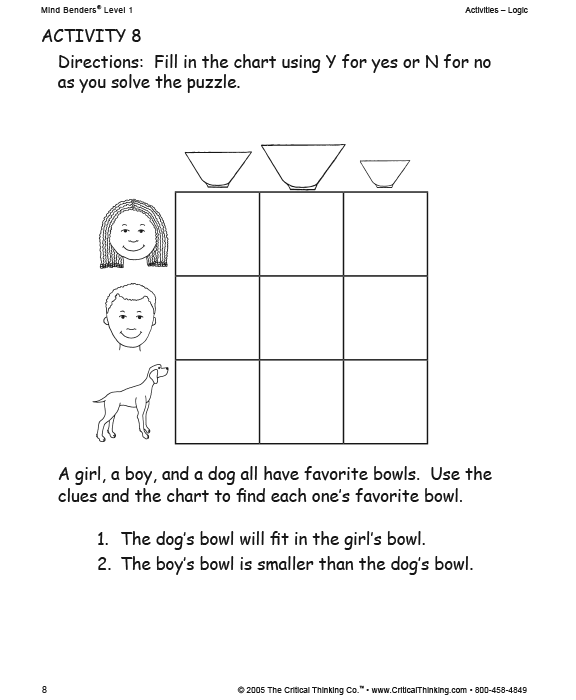 Mind Benders® Level 1
Activities – Logic
ACTIVITY 8
Directions: Fill in the chart using Y for yes or N for no
as you solve the puzzle.
A girl, a boy, and a dog all have favorite bowls. Use the
clues and the chart to find each one's favorite bowl.
1. The dog's bowl will fit in the girl's bowl.
2. The boy's bowl is smaller than the dog's bowl.
8
© 2005 The Critical Thinking Co.™ • www.CriticalThinking.com • 800-458-4849